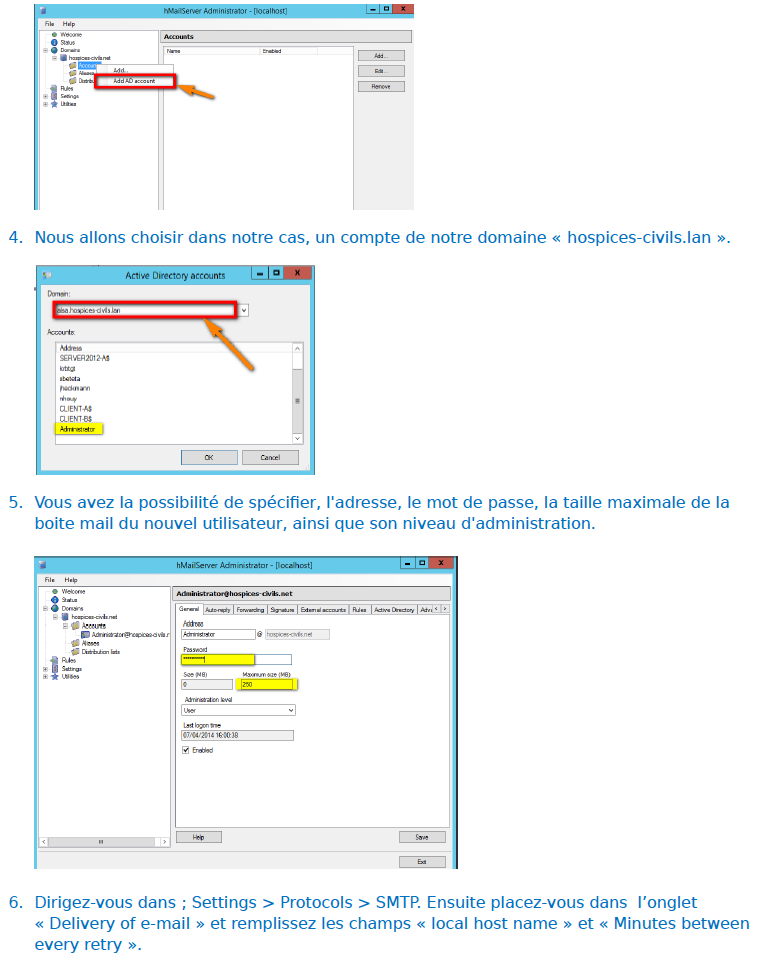 hMailServer Administrator - [localhost]
File Help
Welcome
Status
Domains
hospices-civils.net
Accounts
Add...
Add AD account
Rules
Settings
Utilities
Accounts
Name Enabled
Add...
Edit...
Remove
4. Nous allons choisir dans notre cas, un compte de notre domaine « hospices-civils.lan ».
Active Directory accounts
Domain:
alsa.hospices-civils.lan
Accounts:
Address
SERVER2012-A$
krbtgt
sbeteta
jheckmann
nhouy
CLIENT-A$
CLIENT-B$
Administrator
OK Cancel
5. Vous avez la possibilité de spécifier, l'adresse, le mot de passe, la taille maximale de la
boite mail du nouvel utilisateur, ainsi que son niveau d'administration.
hMailServer Administrator - [localhost]
File Help
Welcome
Status
Domains
hospices-civils.net
Accounts
Administrator@hospices-civils.r
Aliases
Distribution lists
Rules
Settings
Utilities
Administrator@hospices-civils.net
General Auto-reply Forwarding Signature External accounts Rules Active Directory Adva
Address
Administrator @ hospices-civils.net
Password
Size (MB) Maximum size (MB)
0 250
Administration level
User
Last logon time
07/04/2014 16:00:38
Enabled
Help Save
Exit
6. Dirigez-vous dans ; Settings > Protocols > SMTP. Ensuite placez-vous dans l’onglet
« Delivery of e-mail » et remplissez les champs « local host name » et « Minutes between
every retry ».